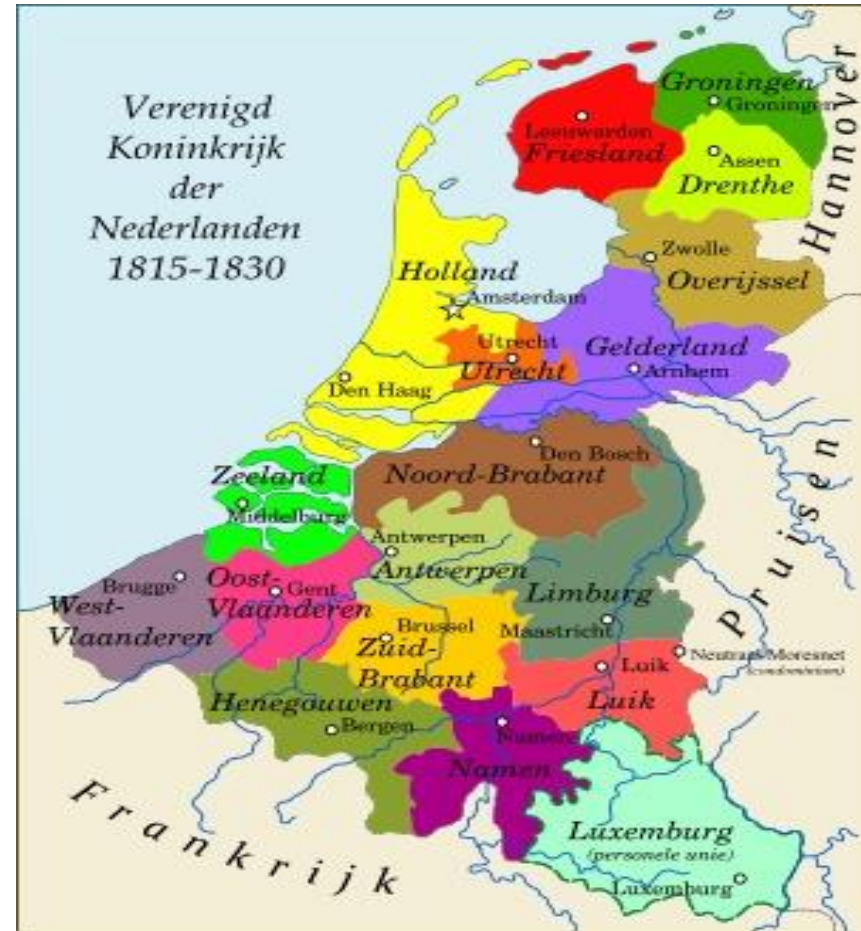 Verenigd
Koninkrijk
der
Nederlanden
1815-1830
Hannover
Groningen
Groningen
Leeuwarden
Friesland
Assen
Drenthe
Zwolle
Overijssel
Holland
Amsterdam
Utrecht
Utrecht
Gelderland
Arnhem
Den Haag
Den Bosch
Noord-Brabant
Zeeland
Middelburg
Pruisen
Antwerpen
Antwerpen
Brugge
Oost-
Vlaanderen
Gent
West-
Vlaanderen
Limburg
Maastricht
Brussel
Zuid-
Brabant
Neutraal Moresnet
(condominium)
Luik
Luik
Henegouwen
Bergen
Namen
Namen
Frankrijk
Luxemburg
(personele unie)
Luxemburg